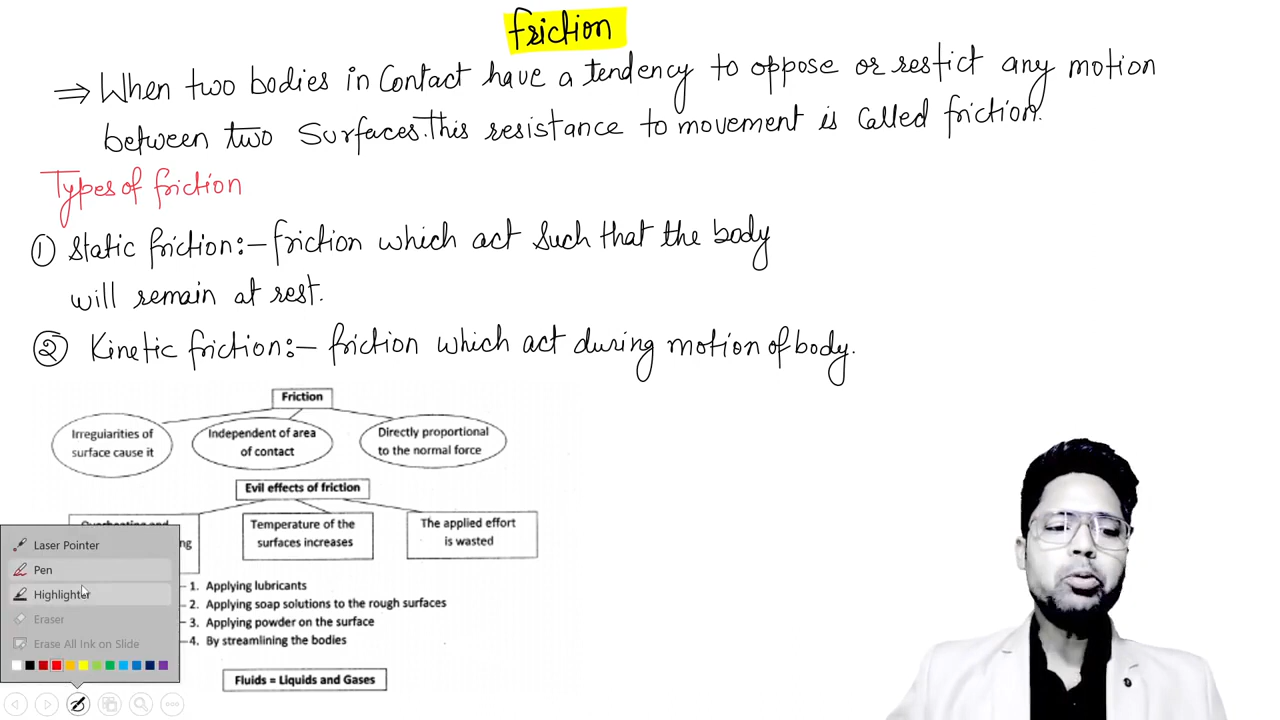 friction
⇒ When two bodies in Contact have a tendency to oppose or restict any motion
between two Surfaces.This resistance to movement is called friction.
Types of friction
① Static friction:- friction which act Such that the body
will remain at rest.
② Kinetic friction:- friction which act during motion of body.
Friction
Irregularities of
surface cause it
Independent of area
of contact
Directly proportional
to the normal force
Evil effects of friction
Temperature of the
surfaces increases
The applied effort
is wasted
Laser Pointer
Pen
Highlighter
Eraser
Erase All Ink on Slide
1. Applying lubricants
2. Applying soap solutions to the rough surfaces
3. Applying powder on the surface
4. By streamlining the bodies
Fluids = Liquids and Gases